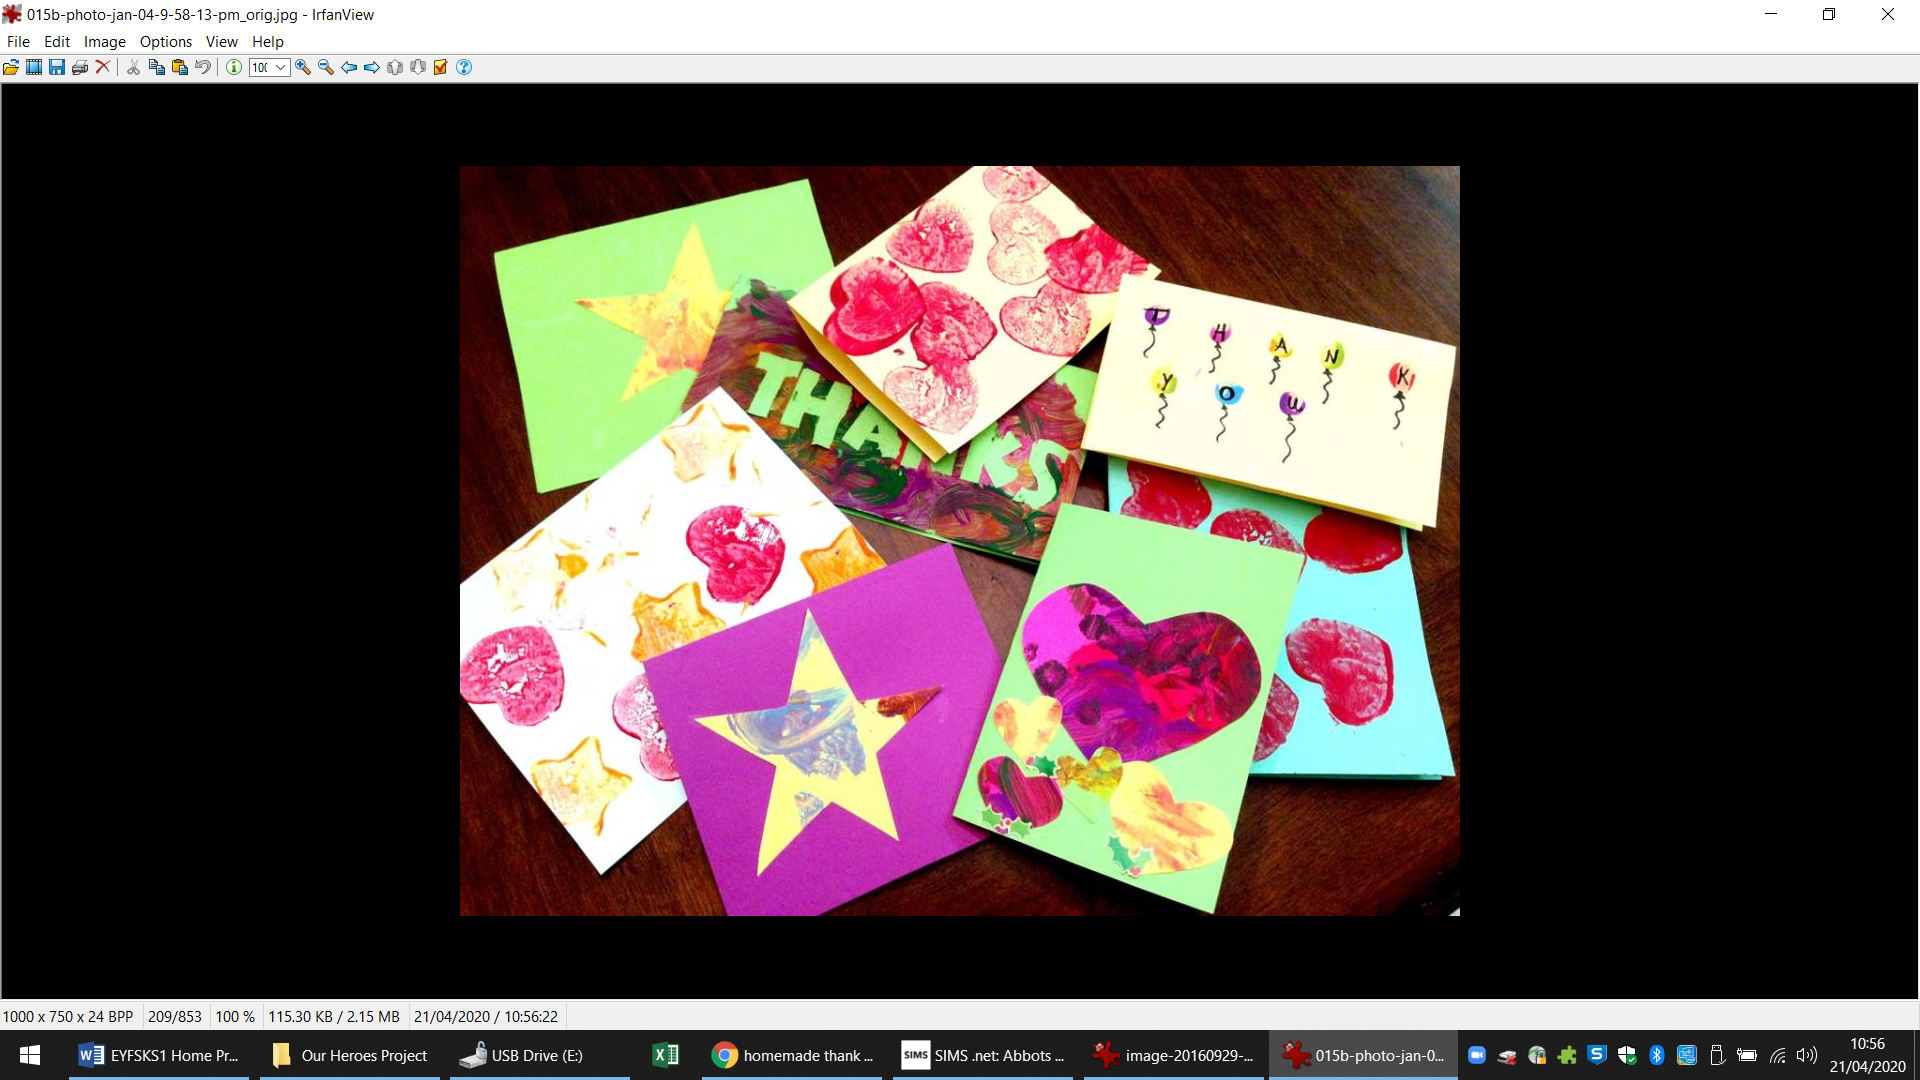 015b-photo-jan-04-9-58-13-pm_orig.jpg - IrfanView
File Edit Image Options View Help
100
THANKS
T H A N K
Y O U
1000 x 750 x 24 BPP 209/853 100 % 115.30 KB / 2.15 MB 21/04/2020 / 10:56:22
EYFSKS1 Home Pr... Our Heroes Project USB Drive (E:) homemade thank ... SIMS SIMS .net: Abbots ... image-20160929-... 015b-photo-jan-0...
10:56
21/04/2020